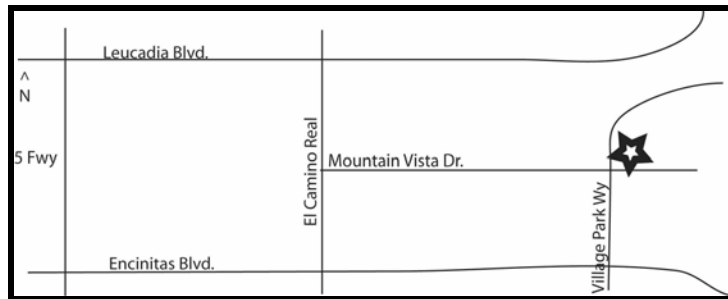 Leucadia Blvd.
^
N
5 Fwy
El Camino Real
Mountain Vista Dr.
Village Park Wy
Encinitas Blvd.